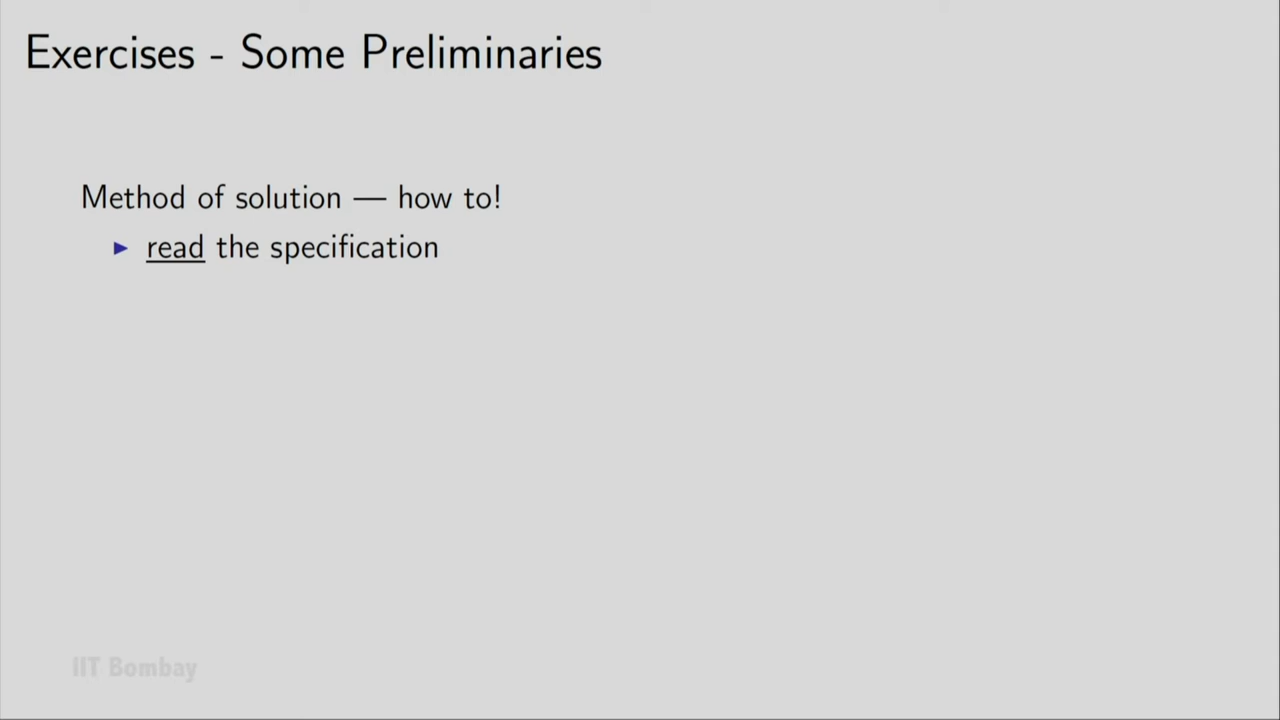 Exercises - Some Preliminaries
Method of solution — how to!
▶ read the specification
IIT Bombay